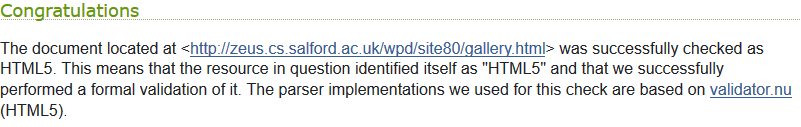 Congratulations
The document located at <http://zeus.cs.salford.ac.uk/wpd/site80/gallery.html> was successfully checked as
HTML5. This means that the resource in question identified itself as "HTML5" and that we successfully
performed a formal validation of it. The parser implementations we used for this check are based on validator.nu
(HTML5).